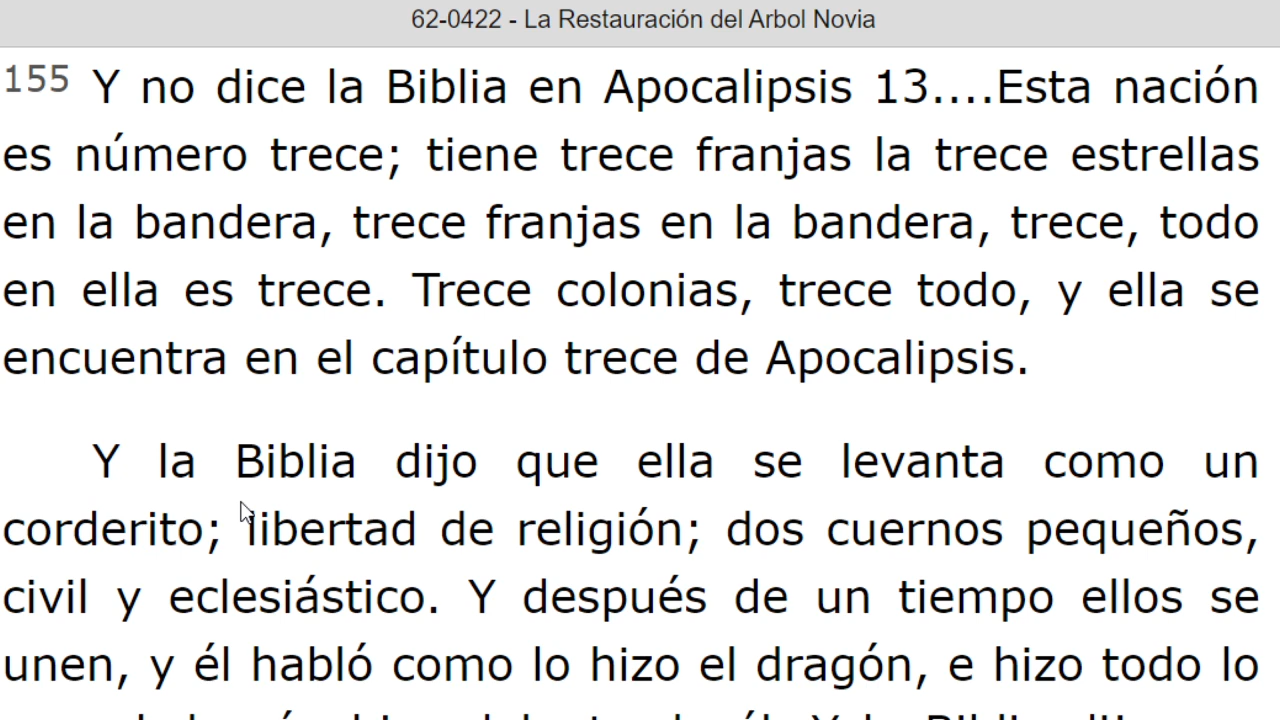 62-0422 - La Restauración del Arbol Novia
155 Y no dice la Biblia en Apocalipsis 13....Esta nación
es número trece; tiene trece franjas la trece estrellas
en la bandera, trece franjas en la bandera, trece, todo
en ella es trece. Trece colonias, trece todo, y ella se
encuentra en el capítulo trece de Apocalipsis.
Y la Biblia dijo que ella se levanta como un
corderito; libertad de religión; dos cuernos pequeños,
civil y eclesiástico. Y después de un tiempo ellos se
unen, y él habló como lo hizo el dragón, e hizo todo lo